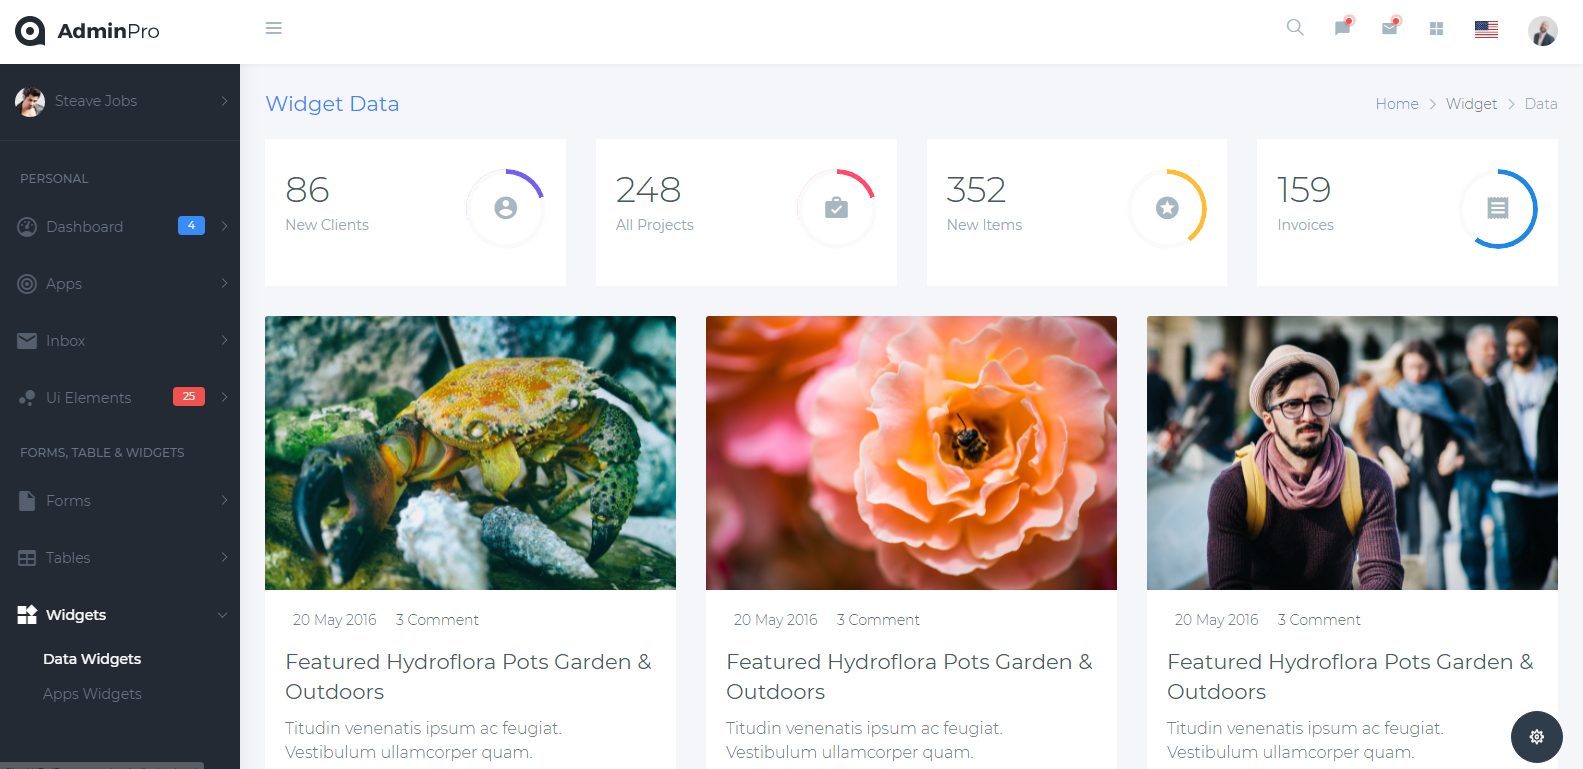 AdminPro
Steave Jobs
PERSONAL
Dashboard 4
Apps
Inbox
Ui Elements 25
FORMS, TABLE & WIDGETS
Forms
Tables
Widgets
Data Widgets
Apps Widgets
Widget Data
Home > Widget > Data
86
New Clients
248
All Projects
352
New Items
159
Invoices
20 May 2016 3 Comment
Featured Hydroflora Pots Garden &
Outdoors
Titudin venenatis ipsum ac feugiat.
Vestibulum ullamcorper quam.
20 May 2016 3 Comment
Featured Hydroflora Pots Garden &
Outdoors
Titudin venenatis ipsum ac feugiat.
Vestibulum ullamcorper quam.
20 May 2016 3 Comment
Featured Hydroflora Pots Garden &
Outdoors
Titudin venenatis ipsum ac feugiat.
Vestibulum ullamcorper quam.